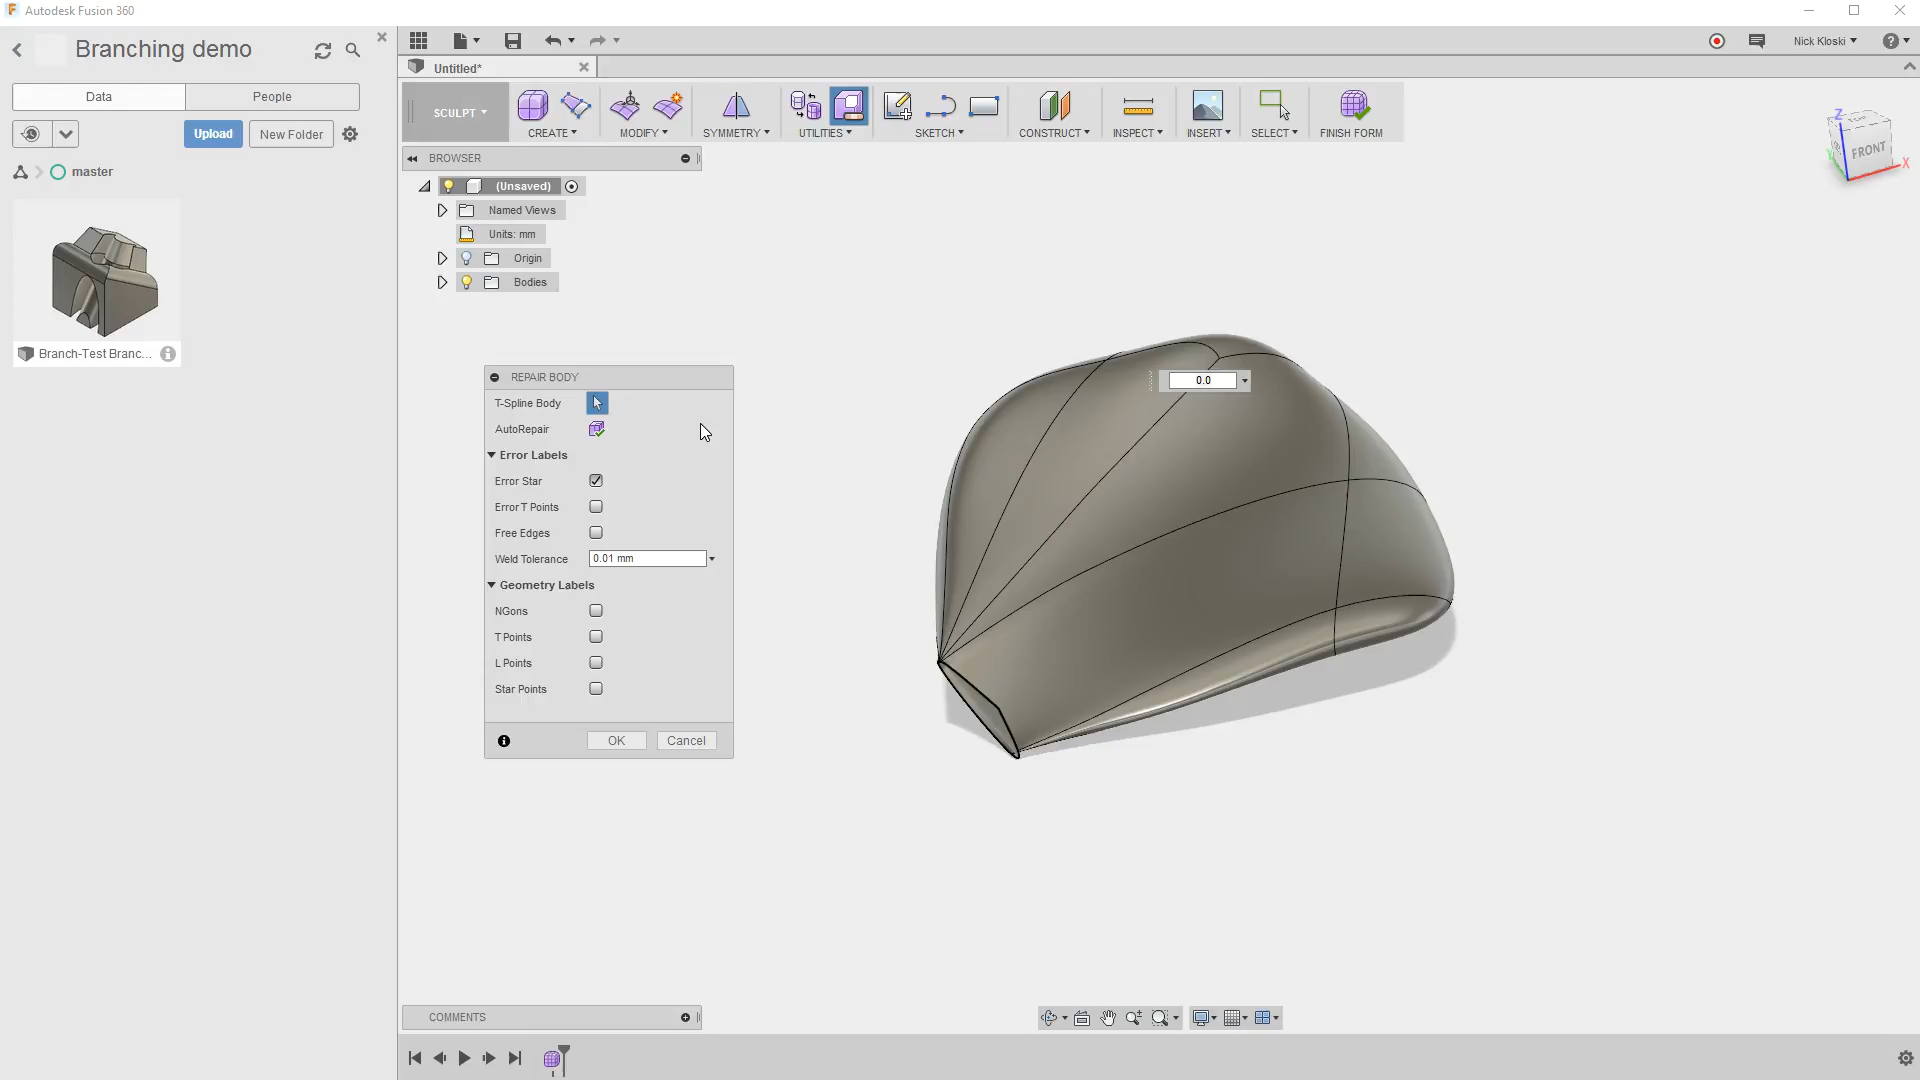 Autodesk Fusion 360
Branching demo
Data
People
Upload
New Folder
master
Branch-Test Branc...
Nick Kloski
Untitled*
SCULPT
CREATE
MODIFY
SYMMETRY
UTILITIES
SKETCH
CONSTRUCT
INSPECT
INSERT
SELECT
FINISH FORM
BROWSER
(Unsaved)
Named Views
Units: mm
Origin
Bodies
Z
TOP
FRONT
X
REPAIR BODY
T-Spline Body
AutoRepair
Error Labels
Error Star
Error T Points
Free Edges
Weld Tolerance
0.01 mm
Geometry Labels
NGons
T Points
L Points
Star Points
OK
Cancel
0.0
COMMENTS